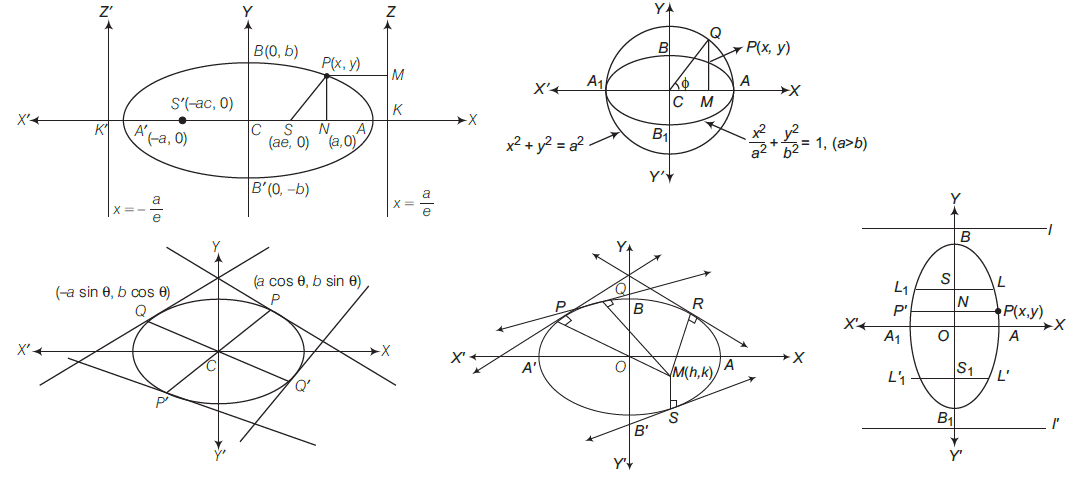 Z′ Y Z
B(0, b)
P(x, y)
M
S′(–ac, 0)
K
X′ K′ A′ C S N A X
(–a, 0) (ae, 0) (a,0)
B′(0, –b)
x = – a/e
x = a/e
Y
Q
B
P(x, y)
X′ A₁ ϕ A X
C M
B₁
x² + y² = a²
x²/a² + y²/b² = 1, (a>b)
Y′
Y
(–a sin θ, b cos θ) (a cos θ, b sin θ)
Q P
X′ C X
Q′
P′
Y′
Y
Q
P B R
X′ A′ O A X
M(h,k)
S
B′
Y′
Y
l
B
S
L₁ L
N
P′ P(x,y)
X′ A₁ O A X
S₁
L′₁ L′
B₁
l′
Y′